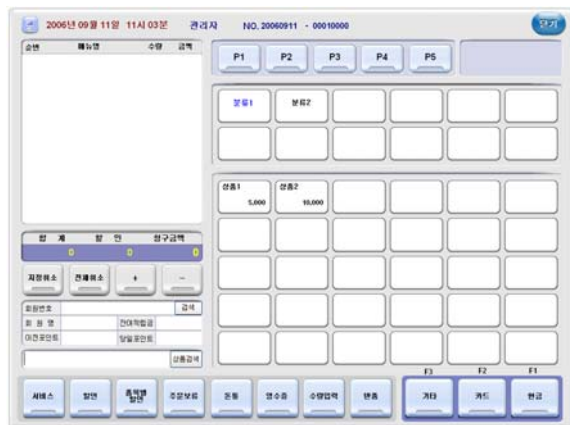 2006년 09월 11일 11시 03분 관리자 NO. 20060911 - 00010000 닫기
순번 메뉴명 수량 금액
P1 P2 P3 P4 P5
분류1 분류2
상품1 상품2
5,000 10,000
합 계 할 인 청구금액
0 0 0
지정취소 전체취소 + -
회원번호 검색
회 원 명 잔여적립금
이전포인트 당일포인트
상품검색
F3 F2 F1
서비스 할인 품목별할인 주문보류 돈통 영수증 수량입력 반품 기타 카드 현금